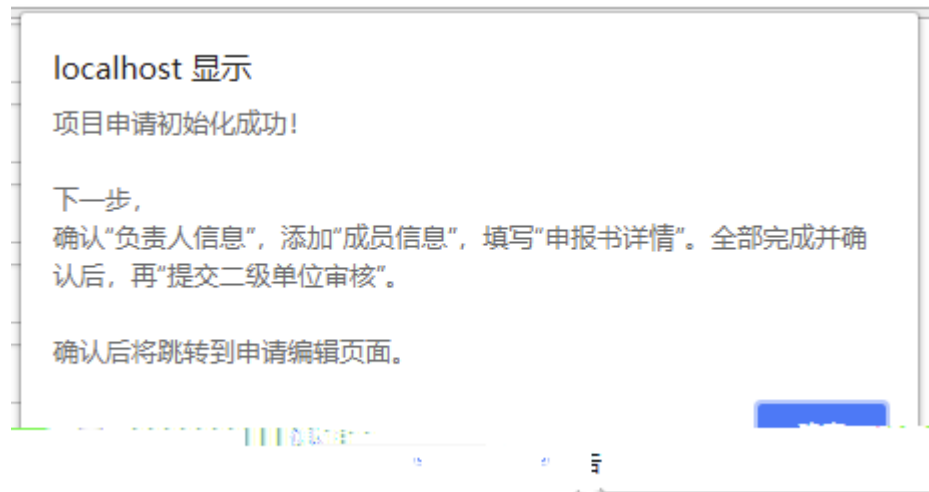 localhost 显示
项目申请初始化成功！
下一步，
确认“负责人信息”，添加“成员信息”，填写“申报书详情”。全部完成并确
认后，再“提交二级单位审核”。
确认后将跳转到申请编辑页面。